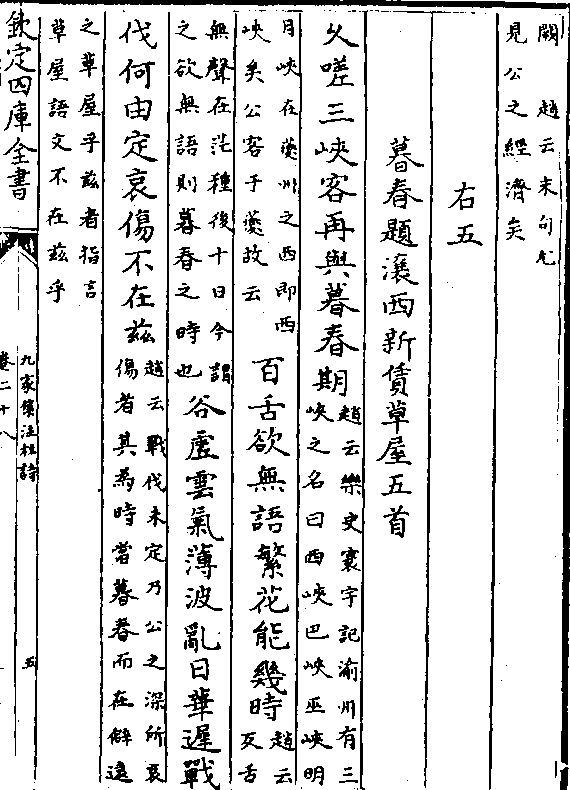 闕　趙云末句尤
見公之經濟矣
右五
暮春題瀼西新賃草屋五首
久嗟三峽客再與暮春期
趙云樂史寰宇記渝州有三
峽之名曰西峽巴峽巫峽明
月峽在夔州之西即西
峽矣公客于夔故云
百舌欲無語繁花能幾時
趙云
反舌
無聲在芒種後十日今謂
之欲無語則暮春之時也
谷虛雲氣薄波亂日華遲戰
伐何由定哀傷不在茲
趙云戰伐未定乃公之深所哀
傷者其為時當暮春而在僻遠
之草屋乎茲者指言
草屋語文不在茲乎
欽定四庫全書
九家集注杜詩
卷二十八
五